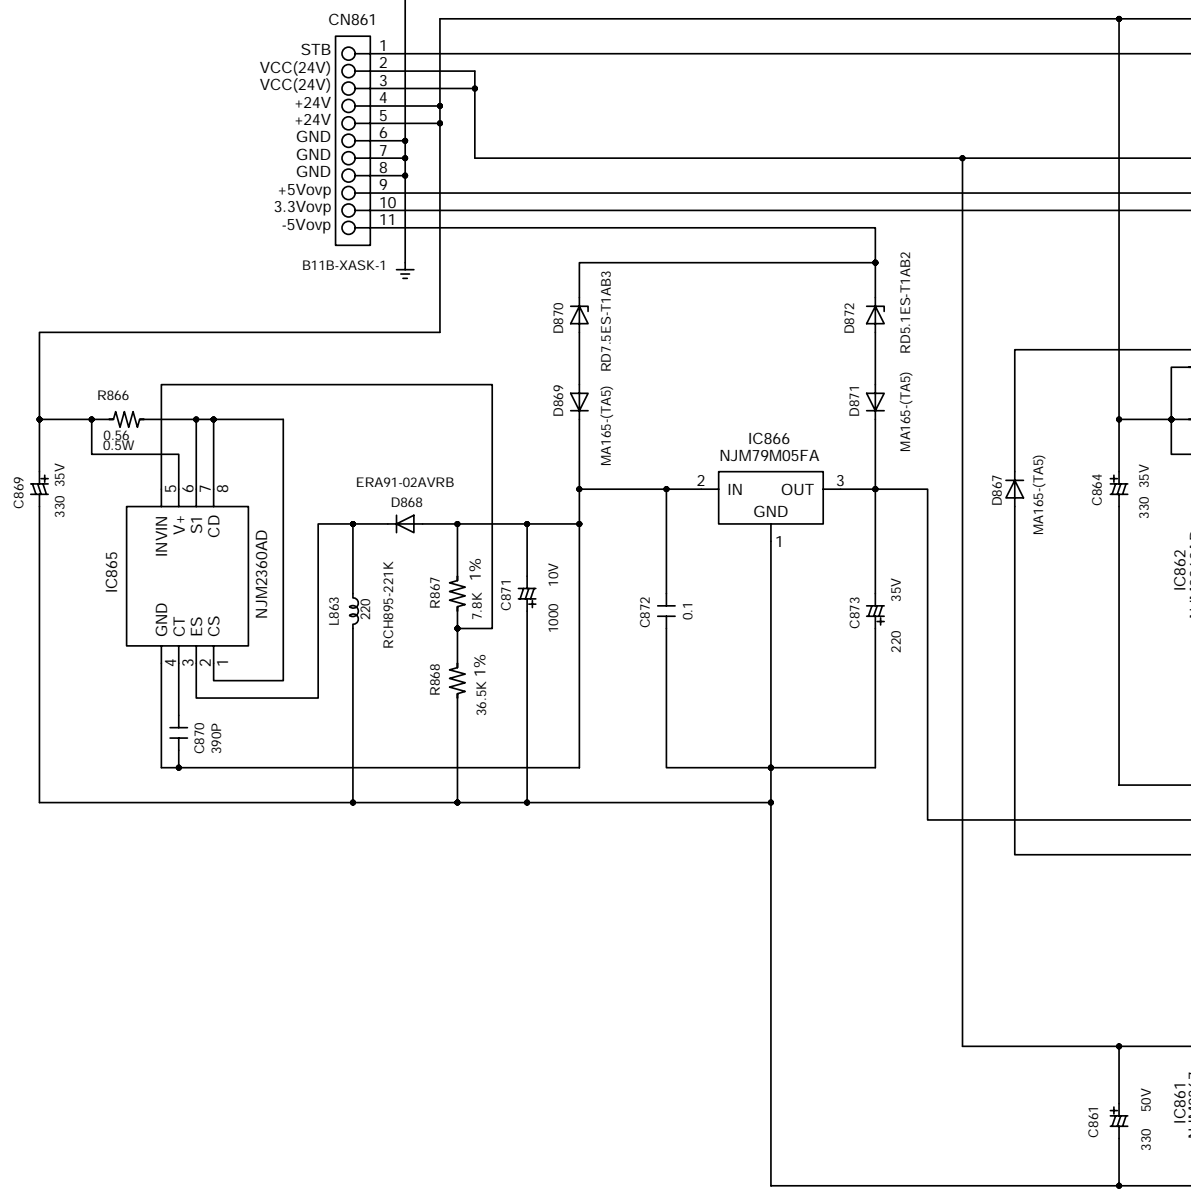 CN861
STB 1
VCC(24V) 2
VCC(24V) 3
+24V 4
+24V 5
GND 6
GND 7
GND 8
+5Vovp 9
3.3Vovp 10
-5Vovp 11
B11B-XASK-1
D870
RD7.5ES-T1AB3
D872
RD5.1ES-T1AB2
D869
MA165-(TA5)
D871
MA165-(TA5)
R866
0.56
0.5W
C869
330 35V
5 6 7 8
INVIN V+ S1 CD
IC865
NJM2360AD
GND CT ES CS
4 3 2 1
C870
390P
ERA91-02AVRB
D868
L863
220
RCH895-221K
R867
7.8K 1%
R868
36.5K 1%
C871
1000 10V
IC866
NJM79M05FA
2 IN OUT 3
GND
1
C872
0.1
C873
220 35V
D867
MA165-(TA5)
C864
330 35V
IC862
C861
330 50V
IC861